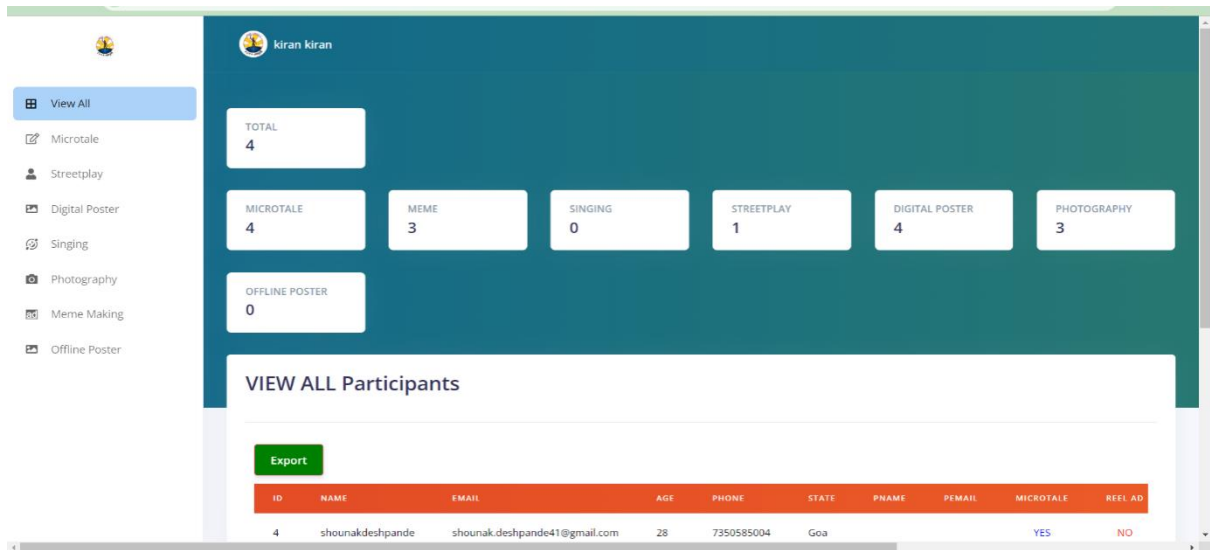 kiran kiran
View All
Microtale
Streetplay
Digital Poster
Singing
Photography
Meme Making
Offline Poster
TOTAL
4
MICROTALE MEME SINGING STREETPLAY DIGITAL POSTER PHOTOGRAPHY
4 3 0 1 4 3
OFFLINE POSTER
0
VIEW ALL Participants
Export
ID NAME EMAIL AGE PHONE STATE PNAME PEMAIL MICROTALE REEL AD
4 shounakdeshpande shounak.deshpande41@gmail.com 28 7350585004 Goa YES NO